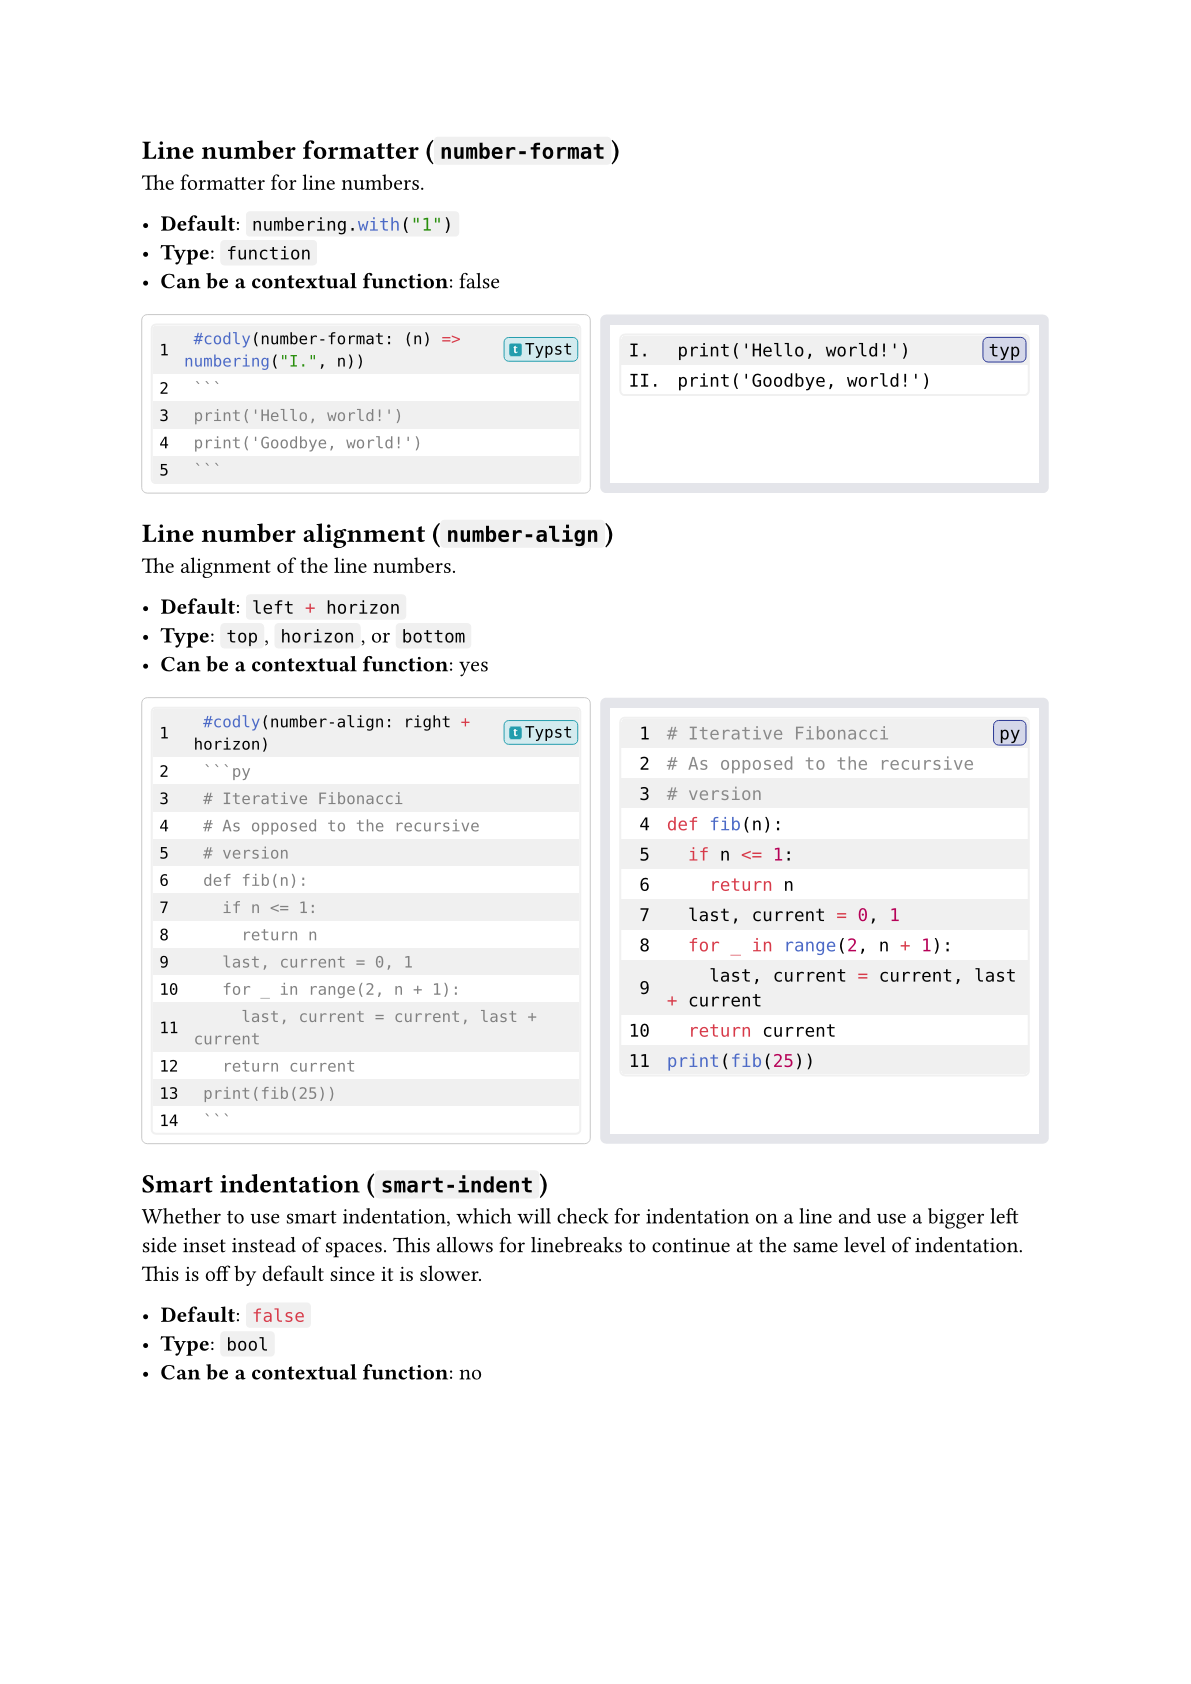 Line number formatter ( number-format )
The formatter for line numbers.
• Default: numbering.with("1")
• Type: function
• Can be a contextual function: false
1 #codly(number-format: (n) =>
numbering("I.", n))
Typst
2 ```
3 print('Hello, world!')
4 print('Goodbye, world!')
5 ```
I. print('Hello, world!') typ
II. print('Goodbye, world!')
Line number alignment ( number-align )
The alignment of the line numbers.
• Default: left + horizon
• Type: top , horizon , or bottom
• Can be a contextual function: yes
1 #codly(number-align: right +
horizon)
Typst
2 ```py
3 # Iterative Fibonacci
4 # As opposed to the recursive
5 # version
6 def fib(n):
7   if n <= 1:
8     return n
9   last, current = 0, 1
10   for _ in range(2, n + 1):
11     last, current = current, last +
current
12   return current
13 print(fib(25))
14 ```
1 # Iterative Fibonacci py
2 # As opposed to the recursive
3 # version
4 def fib(n):
5   if n <= 1:
6     return n
7   last, current = 0, 1
8   for _ in range(2, n + 1):
9     last, current = current, last
+ current
10   return current
11 print(fib(25))
Smart indentation ( smart-indent )
Whether to use smart indentation, which will check for indentation on a line and use a bigger left
side inset instead of spaces. This allows for linebreaks to continue at the same level of indentation.
This is off by default since it is slower.
• Default: false
• Type: bool
• Can be a contextual function: no